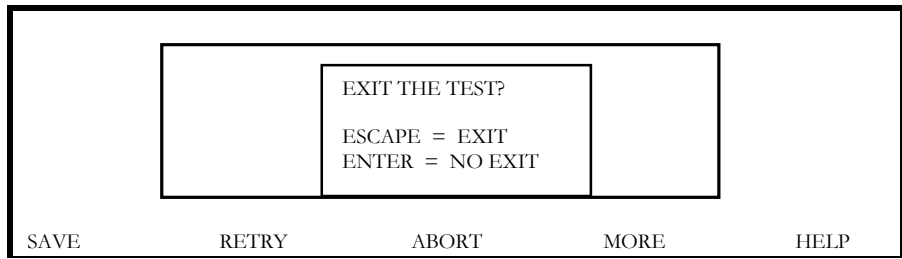 EXIT THE TEST?
ESCAPE = EXIT
ENTER = NO EXIT
SAVE RETRY ABORT MORE HELP